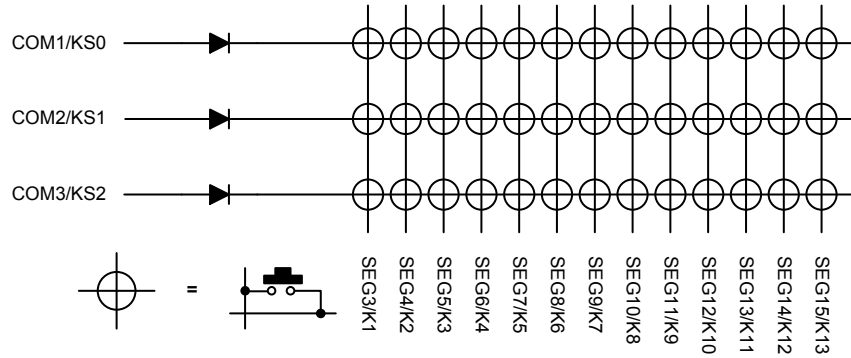 COM1/KS0
COM2/KS1
COM3/KS2
=
SEG3/K1
SEG4/K2
SEG5/K3
SEG6/K4
SEG7/K5
SEG8/K6
SEG9/K7
SEG10/K8
SEG11/K9
SEG12/K10
SEG13/K11
SEG14/K12
SEG15/K13